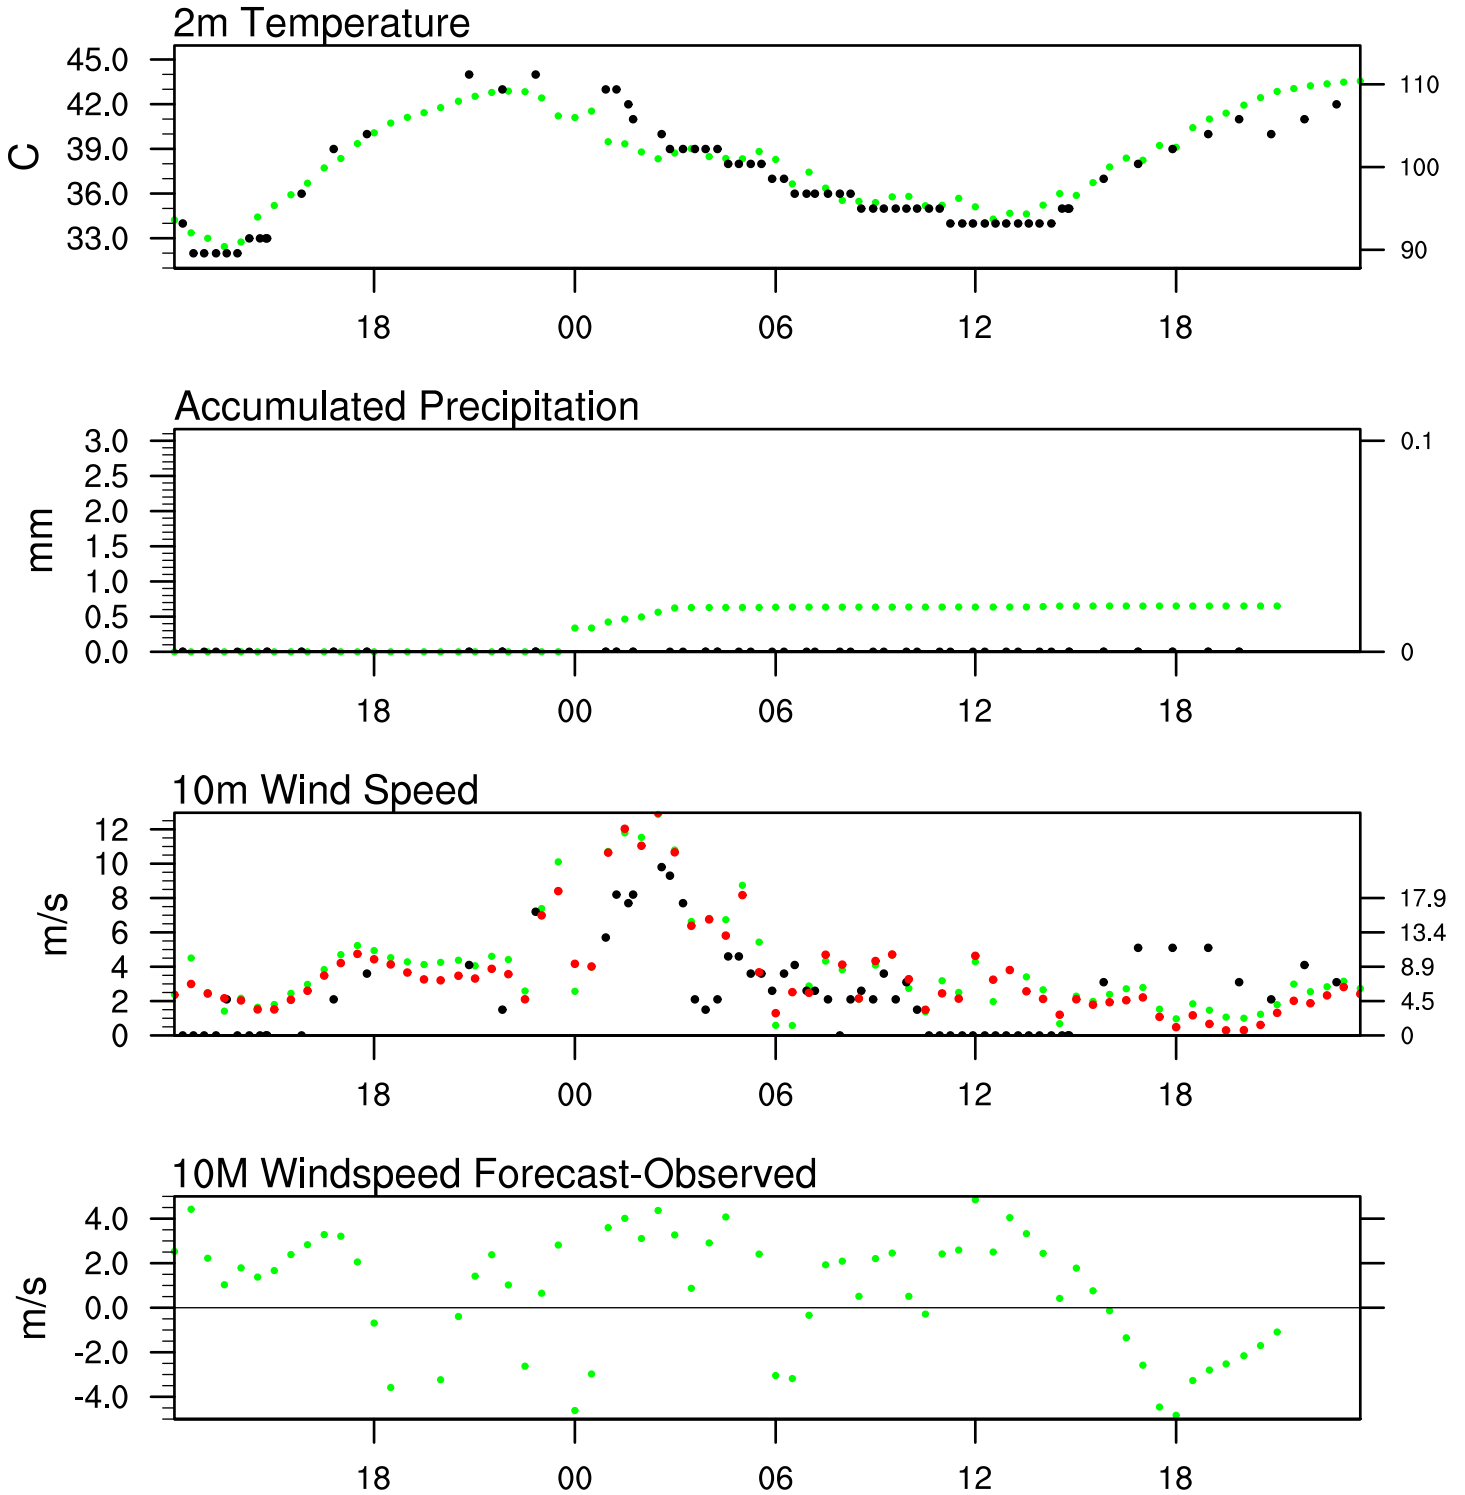 2m Temperature
45.0
42.0
39.0
36.0
33.0
C
110
100
90
18 00 06 12 18
Accumulated Precipitation
3.0
2.5
2.0
1.5
1.0
0.5
0.0
mm
0.1
0
18 00 06 12 18
10m Wind Speed
12
10
8
6
4
2
0
m/s
17.9
13.4
8.9
4.5
0
18 00 06 12 18
10M Windspeed Forecast-Observed
4.0
2.0
0.0
-2.0
-4.0
m/s
18 00 06 12 18